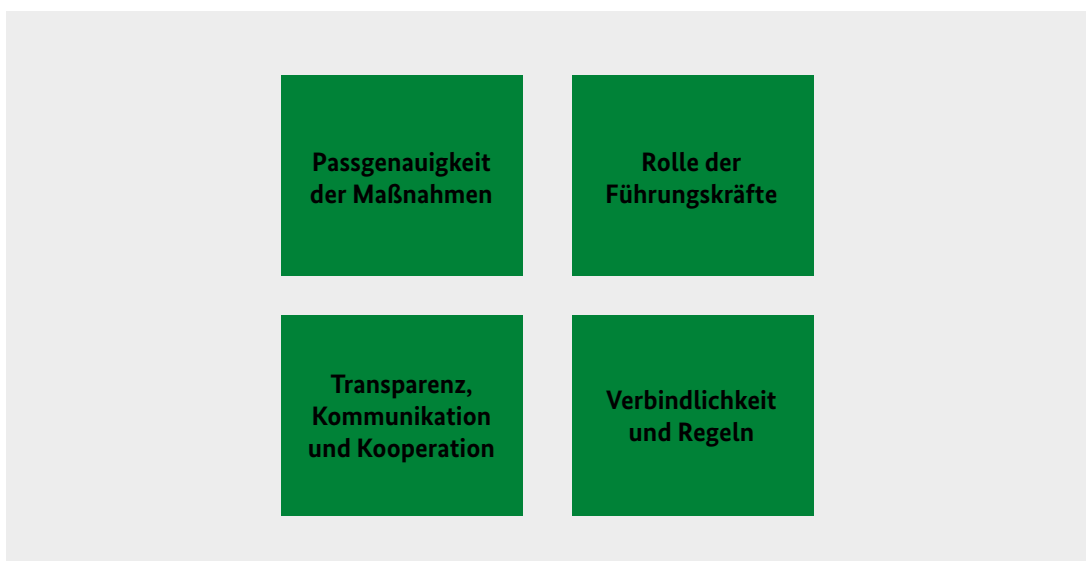 Passgenauigkeit
der Maßnahmen
Rolle der
Führungskräfte
Transparenz,
Kommunikation
und Kooperation
Verbindlichkeit
und Regeln